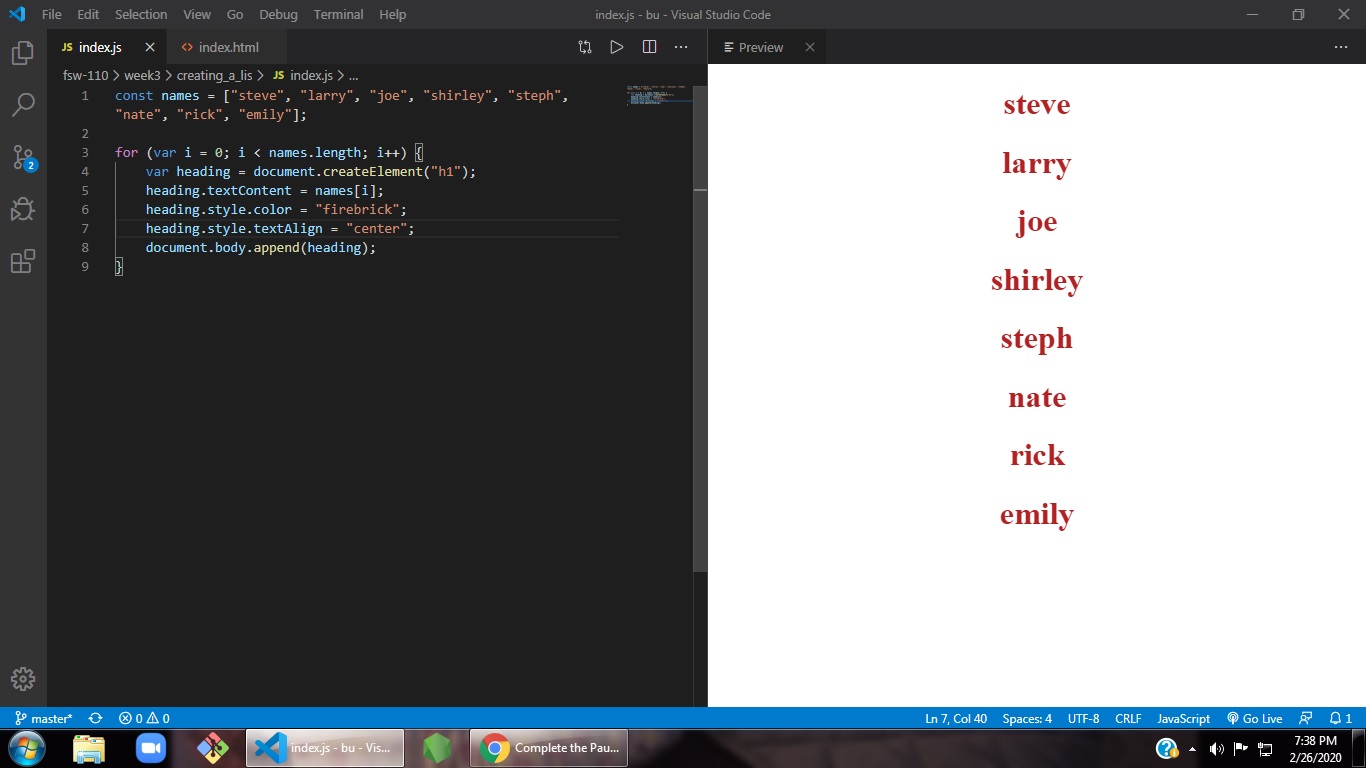 File Edit Selection View Go Debug Terminal Help
index.js - bu - Visual Studio Code
JS index.js
<> index.html
Preview
fsw-110 > week3 > creating_a_lis > JS index.js > ...
1 const names = ["steve", "larry", "joe", "shirley", "steph",
"nate", "rick", "emily"];
2
3 for (var i = 0; i < names.length; i++) {
4 var heading = document.createElement("h1");
5 heading.textContent = names[i];
6 heading.style.color = "firebrick";
7 heading.style.textAlign = "center";
8 document.body.append(heading);
9 }
steve
larry
joe
shirley
steph
nate
rick
emily
2
master* 0 0
Ln 7, Col 40 Spaces: 4 UTF-8 CRLF JavaScript Go Live 1
index.js - bu - Vis...
Complete the Pau...
7:38 PM
2/26/2020